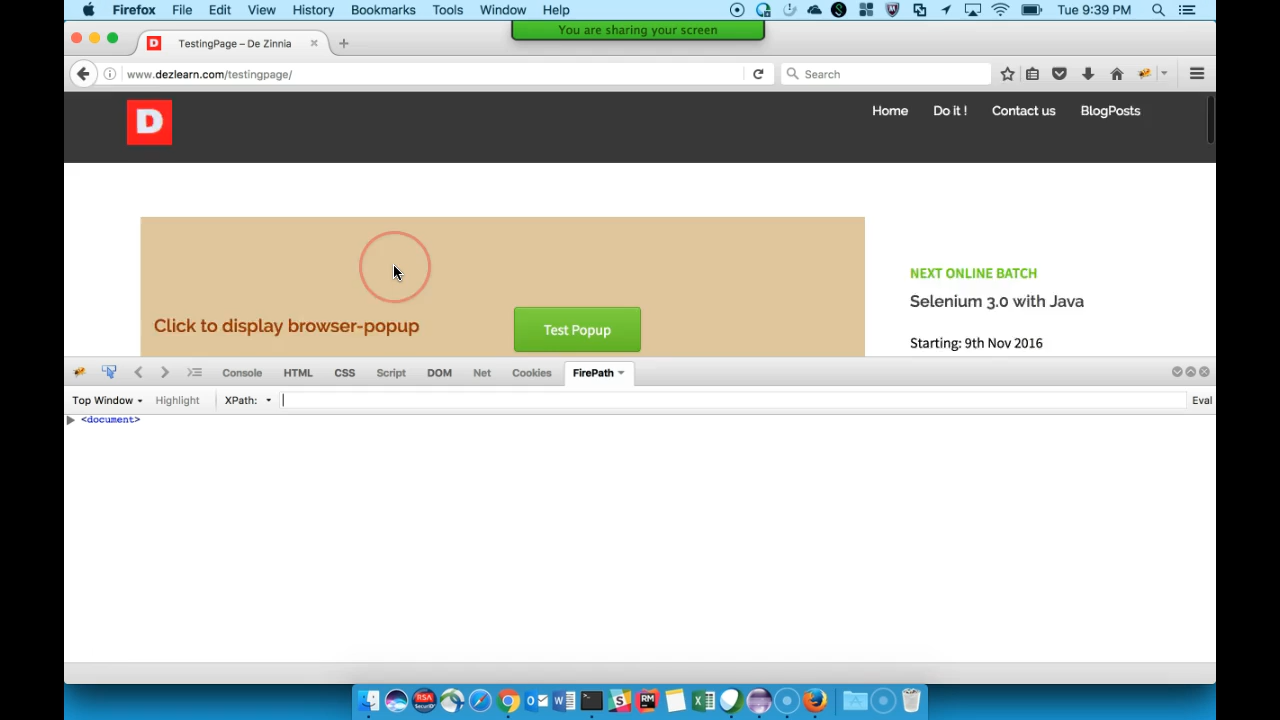 Firefox File Edit View History Bookmarks Tools Window Help Tue 9:39 PM
You are sharing your screen
D TestingPage – De Zinnia
www.dezlearn.com/testingpage/ Search
D
Home Do it ! Contact us BlogPosts
NEXT ONLINE BATCH
Selenium 3.0 with Java
Click to display browser-popup Test Popup
Starting: 9th Nov 2016
Console HTML CSS Script DOM Net Cookies FirePath
Top Window Highlight XPath: Eval
<document>